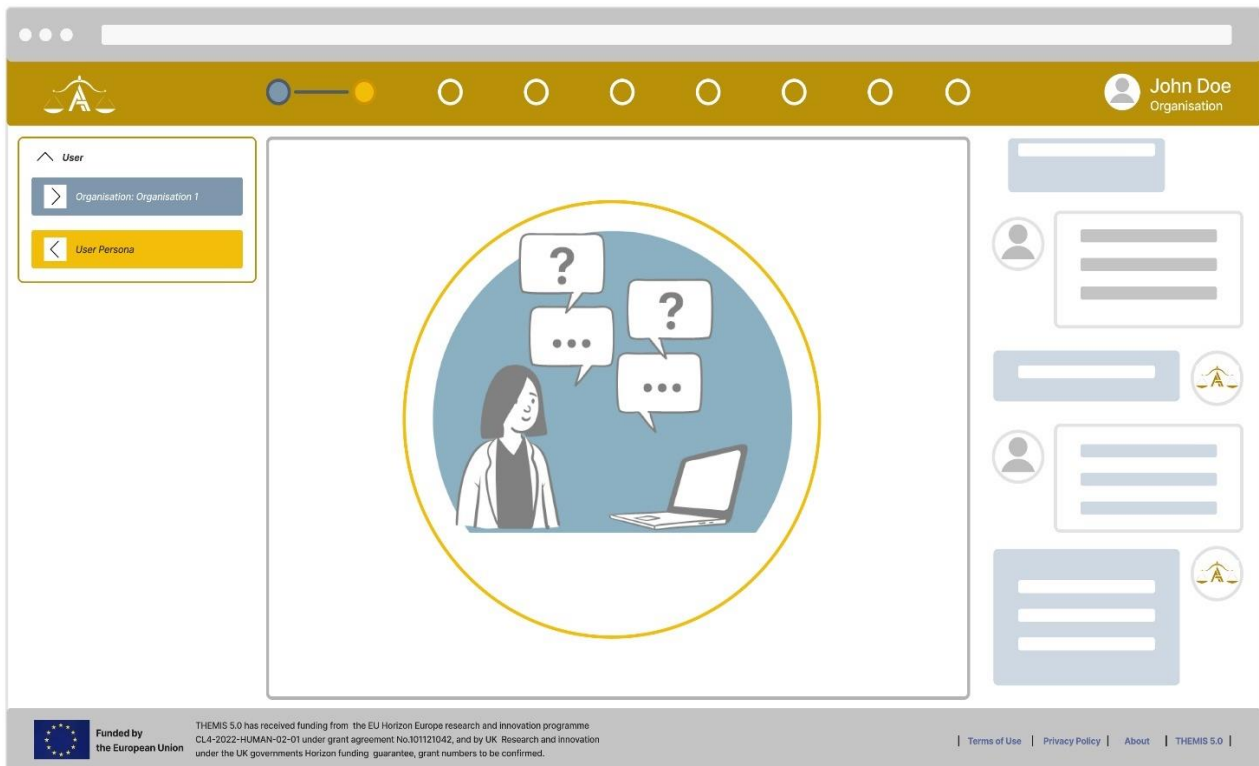 John Doe
Organisation
User
Organisation: Organisation 1
User Persona
?
?
...
...
Funded by
the European Union
THEMIS 5.0 has received funding from the EU Horizon Europe research and innovation programme
CL4-2022-HUMAN-02-01 under grant agreement No.101121042, and by UK Research and innovation
under the UK governments Horizon funding guarantee, grant numbers to be confirmed.
| Terms of Use | Privacy Policy | About | THEMIS 5.0 |